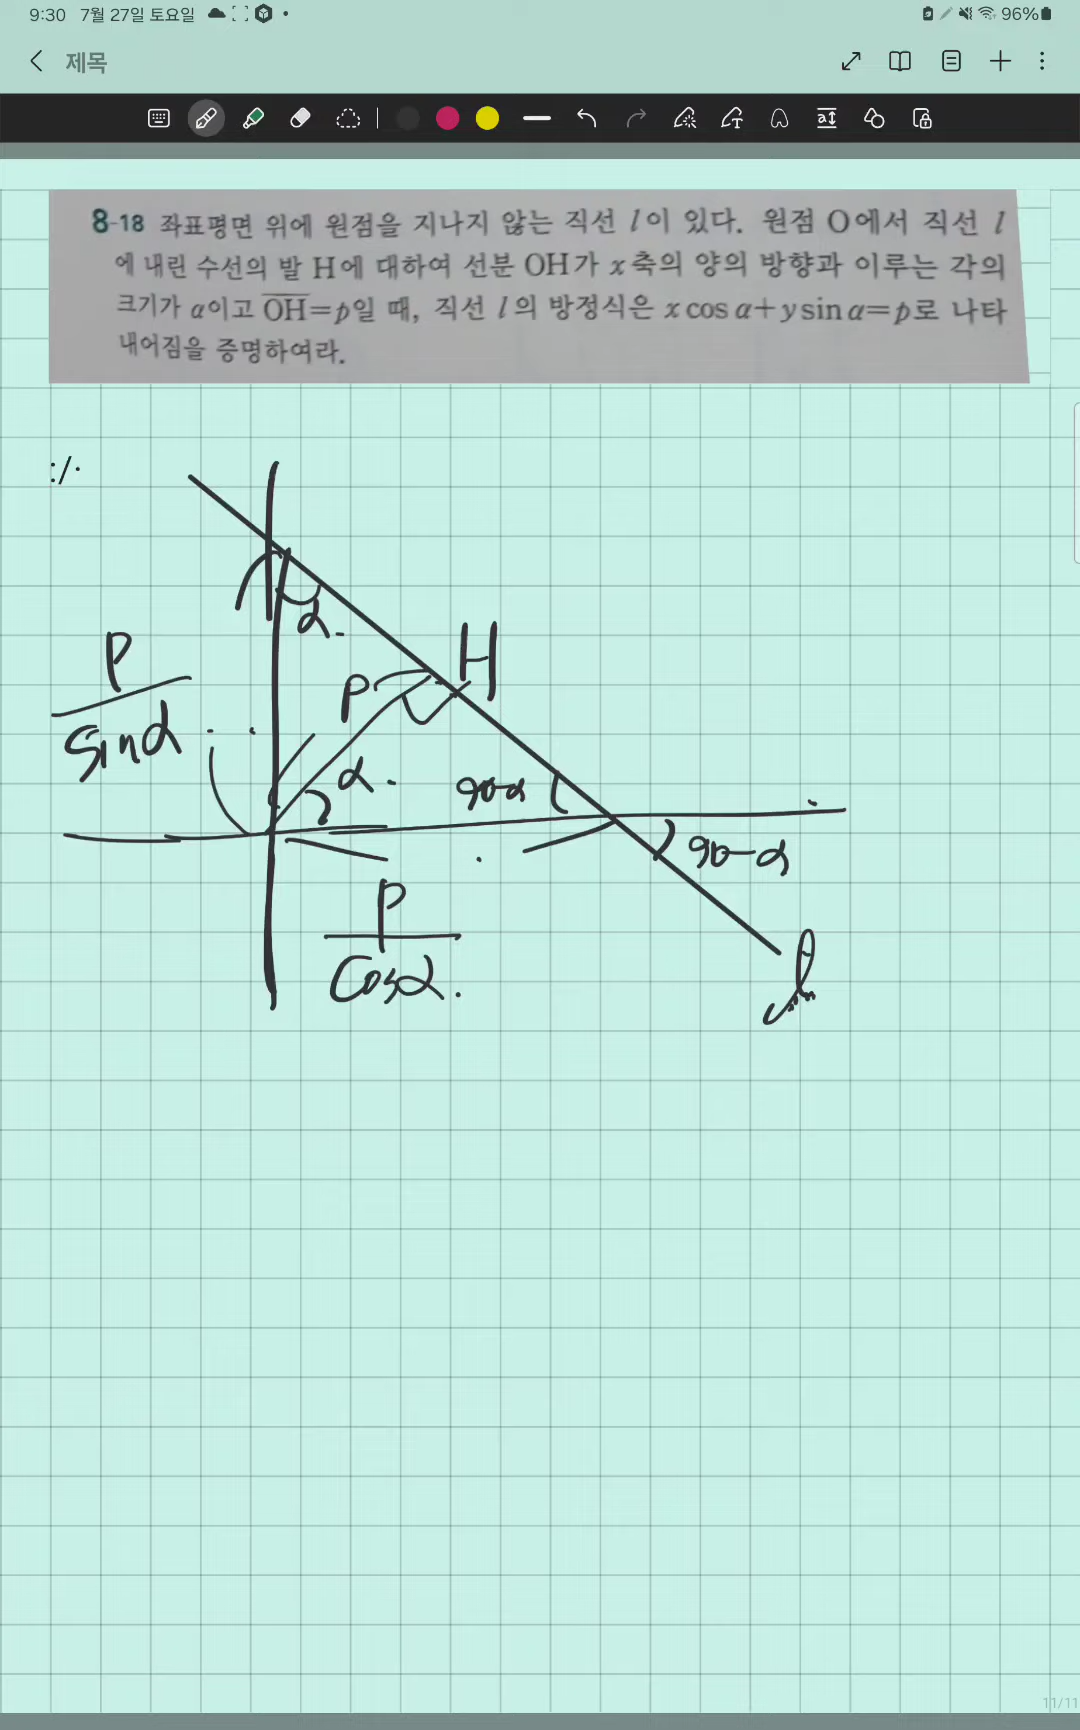 9:30 7월 27일 토요일
96%
제목
8-18 좌표평면 위에 원점을 지나지 않는 직선 l이 있다. 원점 O에서 직선 l
에 내린 수선의 발 H에 대하여 선분 OH가 x축의 양의 방향과 이루는 각의
크기가 α이고 OH=p일 때, 직선 l의 방정식은 x cos α+y sin α=p로 나타
내어짐을 증명하여라.
α
H
P
P
sinα
α
90-α
90-α
P
cosα
l
11/11